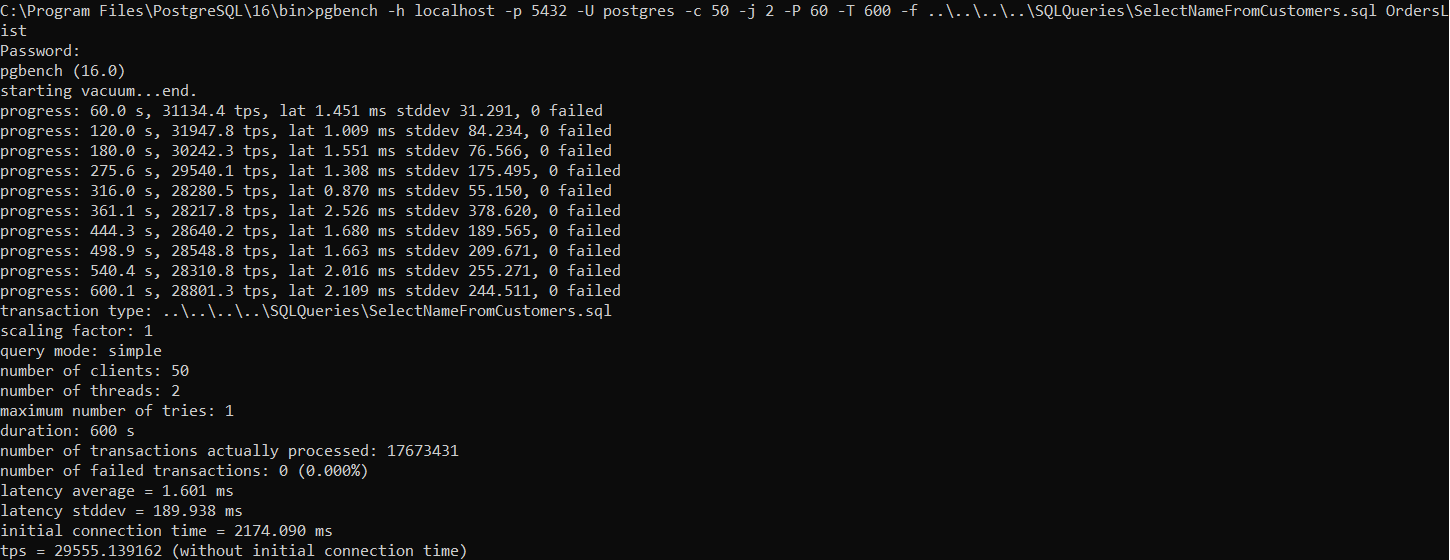 C:\Program Files\PostgreSQL\16\bin>pgbench -h localhost -p 5432 -U postgres -c 50 -j 2 -P 60 -T 600 -f ..\..\..\..\SQLQueries\SelectNameFromCustomers.sql OrdersL
ist
Password:
pgbench (16.0)
starting vacuum...end.
progress: 60.0 s, 31134.4 tps, lat 1.451 ms stddev 31.291, 0 failed
progress: 120.0 s, 31947.8 tps, lat 1.009 ms stddev 84.234, 0 failed
progress: 180.0 s, 30242.3 tps, lat 1.551 ms stddev 76.566, 0 failed
progress: 275.6 s, 29540.1 tps, lat 1.308 ms stddev 175.495, 0 failed
progress: 316.0 s, 28280.5 tps, lat 0.870 ms stddev 55.150, 0 failed
progress: 361.1 s, 28217.8 tps, lat 2.526 ms stddev 378.620, 0 failed
progress: 444.3 s, 28640.2 tps, lat 1.680 ms stddev 189.565, 0 failed
progress: 498.9 s, 28548.8 tps, lat 1.663 ms stddev 209.671, 0 failed
progress: 540.4 s, 28310.8 tps, lat 2.016 ms stddev 255.271, 0 failed
progress: 600.1 s, 28801.3 tps, lat 2.109 ms stddev 244.511, 0 failed
transaction type: ..\..\..\..\SQLQueries\SelectNameFromCustomers.sql
scaling factor: 1
query mode: simple
number of clients: 50
number of threads: 2
maximum number of tries: 1
duration: 600 s
number of transactions actually processed: 17673431
number of failed transactions: 0 (0.000%)
latency average = 1.601 ms
latency stddev = 189.938 ms
initial connection time = 2174.090 ms
tps = 29555.139162 (without initial connection time)